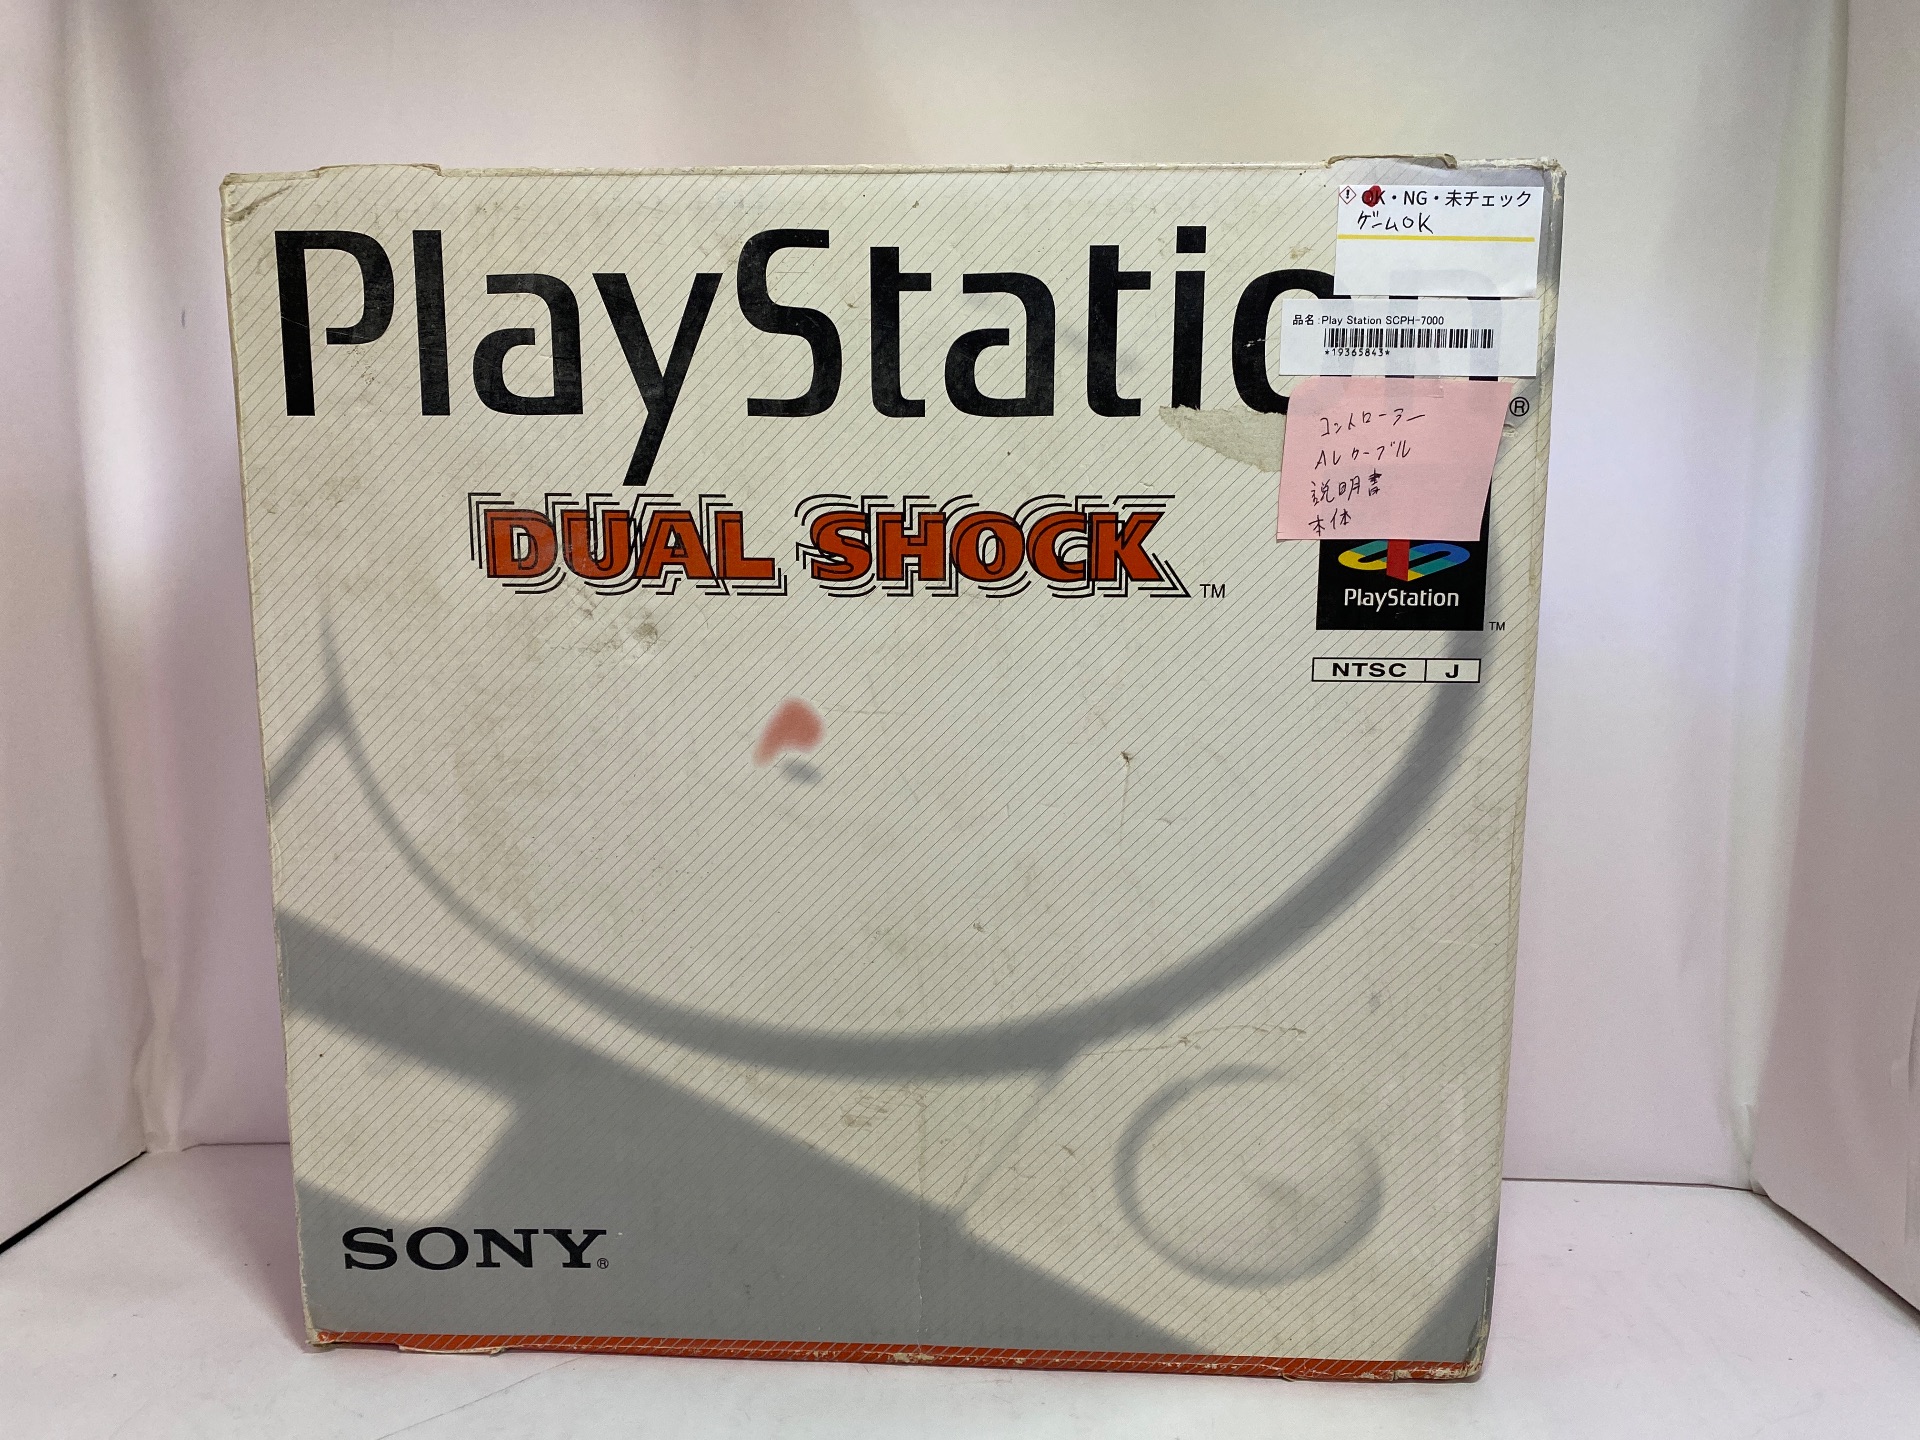 PlayStation
®
DUAL SHOCK
TM
OK・NG・未チェック
ゲームOK
品名:Play Station SCPH-7000
*19365843*
コントローラー
AVケーブル
説明書
本体
PlayStation
TM
NTSC J
SONY®